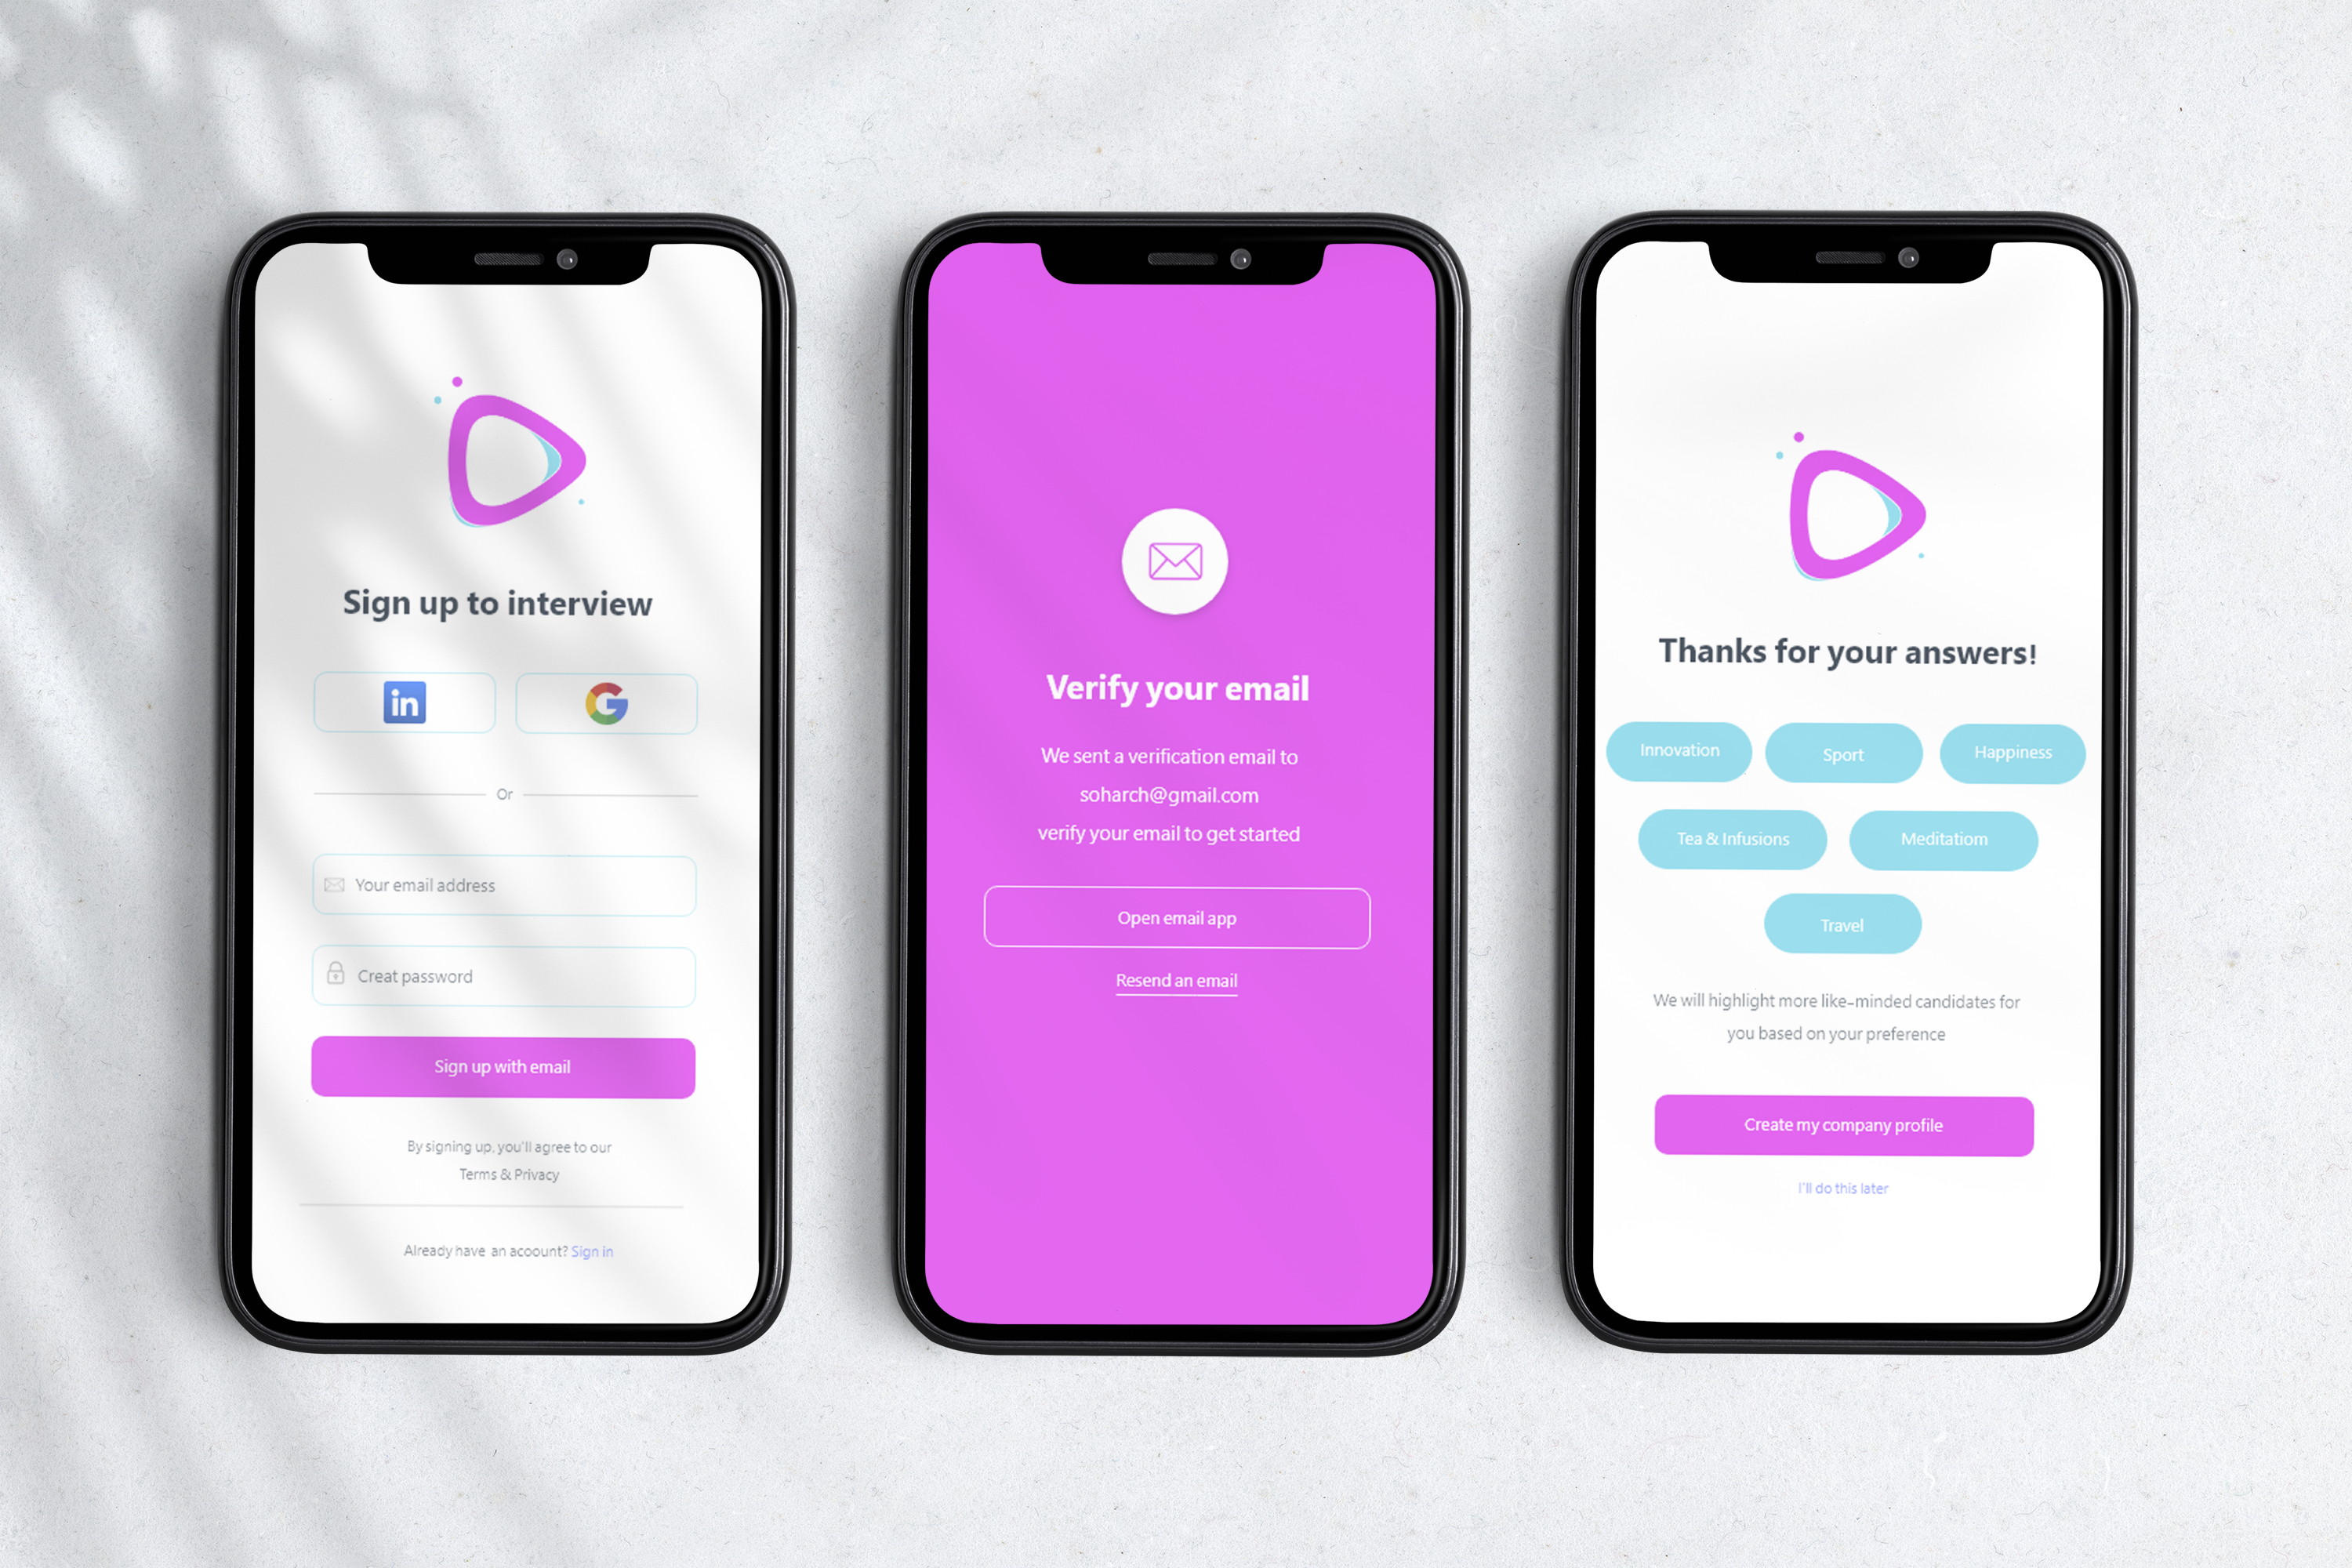 Sign up to interview
in
G
Or
Your email address
Creat password
Sign up with email
By signing up, you'll agree to our
Terms & Privacy
Already have an acoount? Sign in
Verify your email
We sent a verification email to
soharch@gmail.com
verify your email to get started
Open email app
Resend an email
Thanks for your answers!
Innovation Sport Happiness
Tea & Infusions Meditatiom
Travel
We will highlight more like-minded candidates for
you based on your preference
Create my company profile
I'll do this later